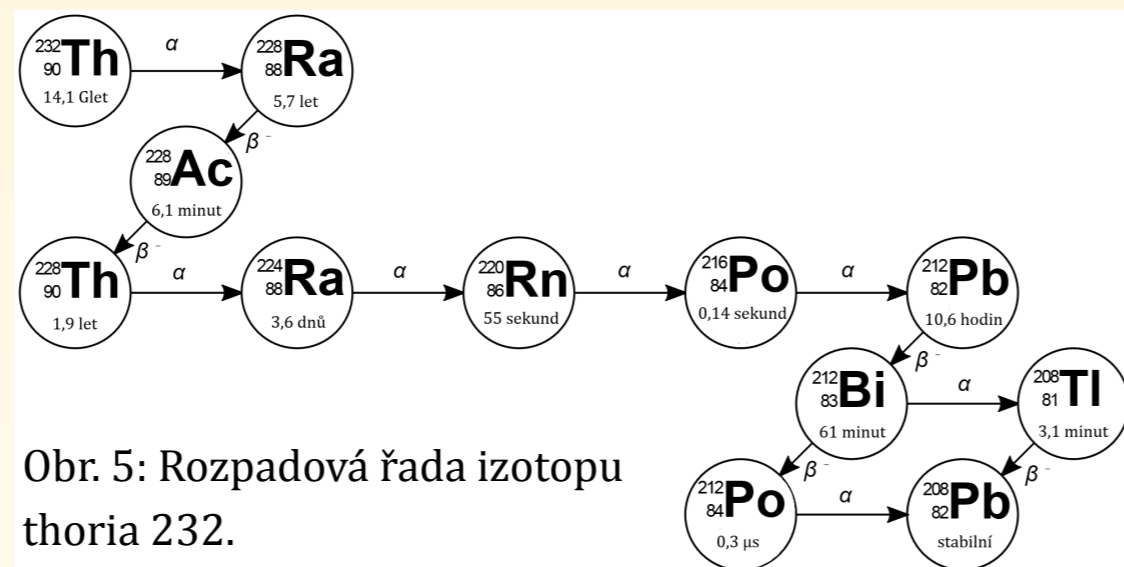 232 90 Th α 228 88 Ra
14,1 Glet 5,7 let
β⁻
228 89 Ac
6,1 minut
β⁻
228 90 Th α 224 88 Ra α 220 86 Rn α 216 84 Po α 212 82 Pb
1,9 let 3,6 dnů 55 sekund 0,14 sekund 10,6 hodin
β⁻
212 83 Bi α 208 81 Tl
61 minut 3,1 minut
β⁻ β⁻
212 84 Po α 208 82 Pb
0,3 μs stabilní
Obr. 5: Rozpadová řada izotopu
thoria 232.